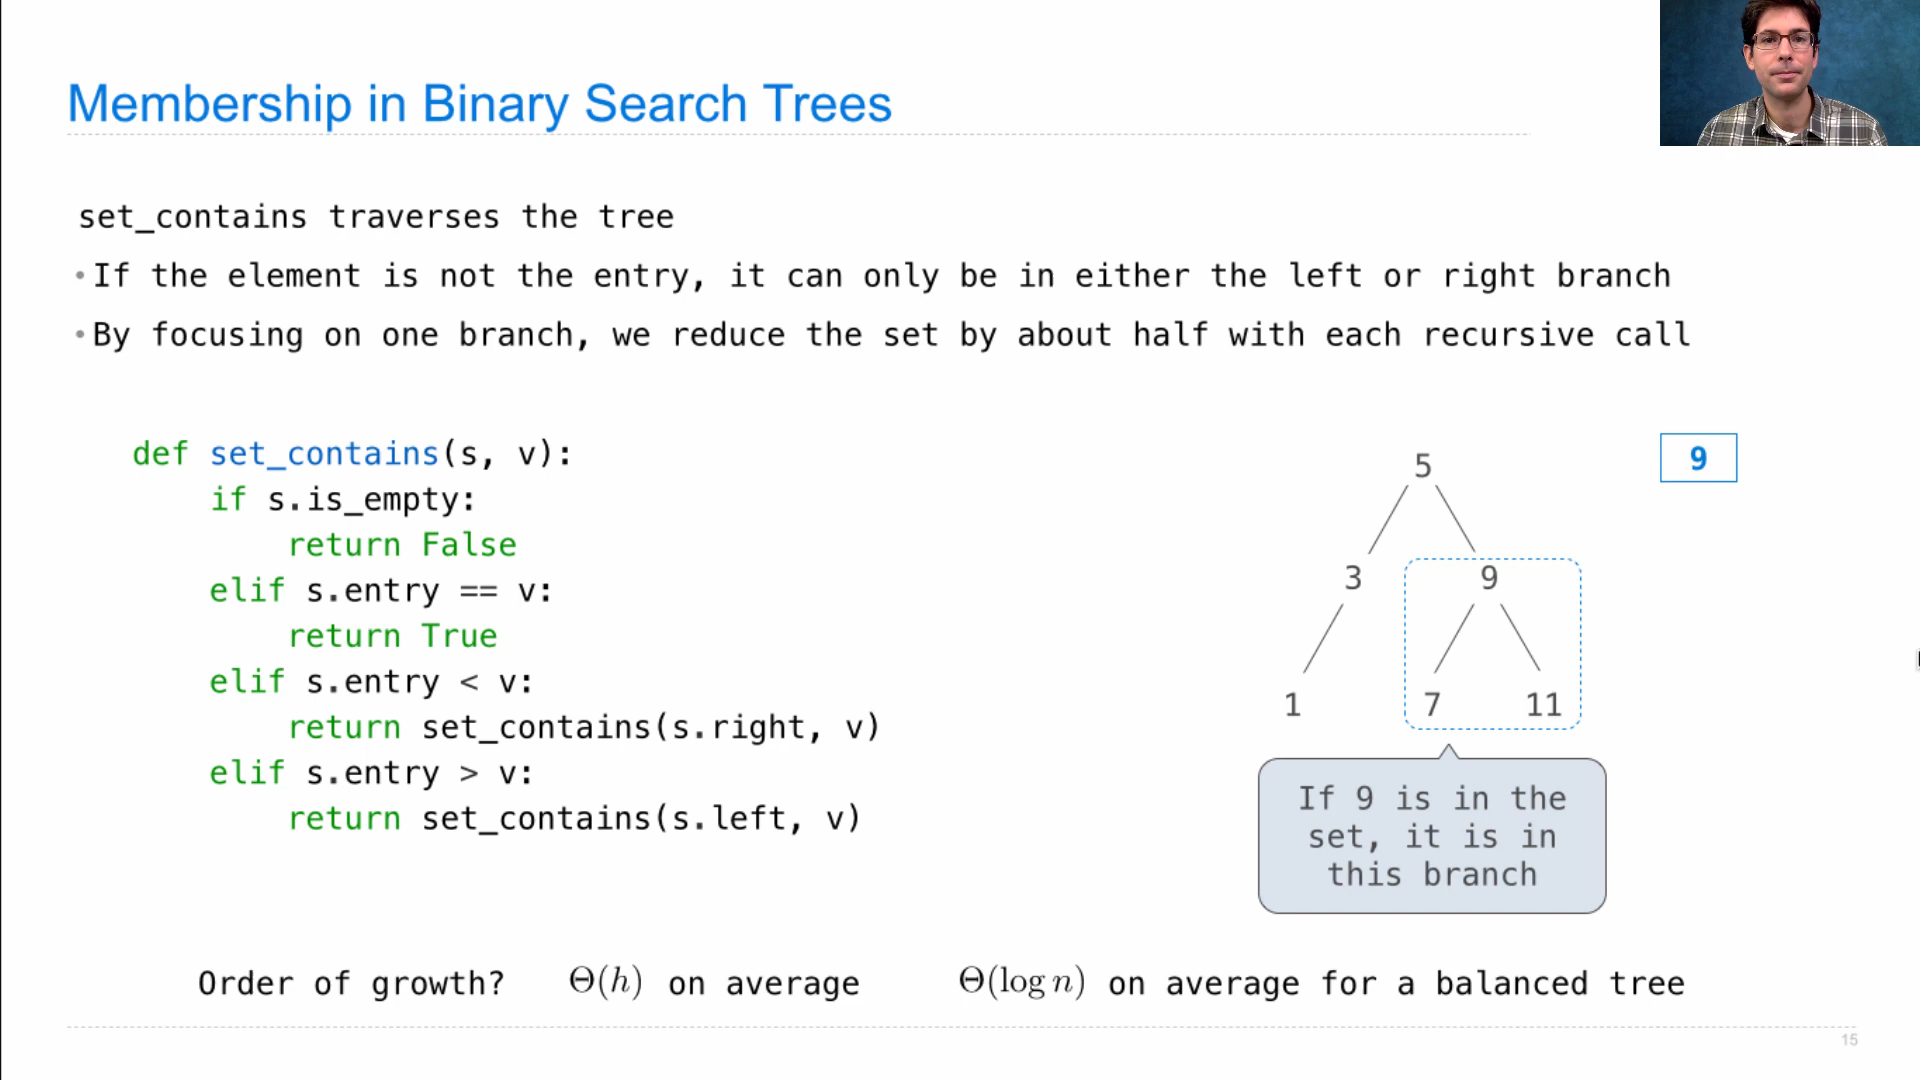 Membership in Binary Search Trees
set_contains traverses the tree
•If the element is not the entry, it can only be in either the left or right branch
•By focusing on one branch, we reduce the set by about half with each recursive call
def set_contains(s, v):
    if s.is_empty:
        return False
    elif s.entry == v:
        return True
    elif s.entry < v:
        return set_contains(s.right, v)
    elif s.entry > v:
        return set_contains(s.left, v)
5
9
3 9
1 7 11
If 9 is in the
set, it is in
this branch
Order of growth? Θ(h) on average Θ(log n) on average for a balanced tree
15